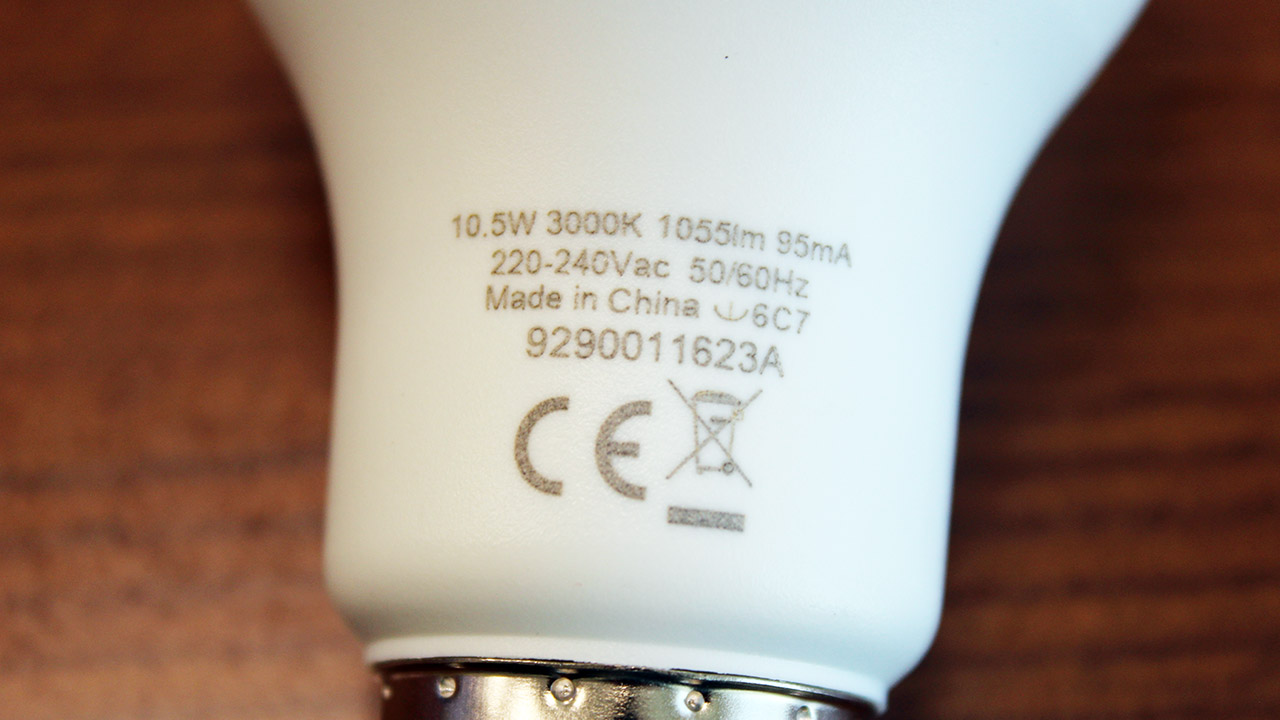 10.5W 3000K 1055lm 95mA
220-240Vac 50/60Hz
Made in China 6C7
9290011623A
CE